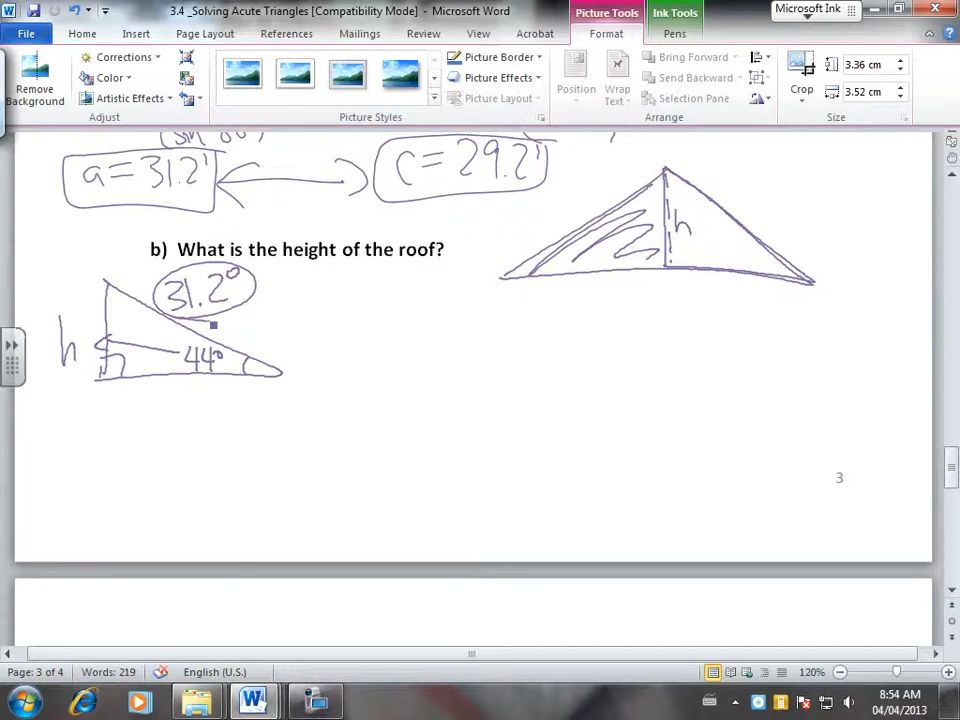 3.4 _Solving Acute Triangles [Compatibility Mode] - Microsoft Word
Picture Tools
Ink Tools
Microsoft Ink
File
Home
Insert
Page Layout
References
Mailings
Review
View
Acrobat
Format
Pens
Remove
Background
Corrections
Color
Artistic Effects
Adjust
Picture Styles
Picture Border
Picture Effects
Picture Layout
Position
Wrap
Text
Bring Forward
Send Backward
Selection Pane
Arrange
Crop
3.36 cm
3.52 cm
Size
a = 31.2'
c = 29.2'
h
b) What is the height of the roof?
31.2°
h
44°
3
Page: 3 of 4
Words: 219
English (U.S.)
120%
8:54 AM
04/04/2013